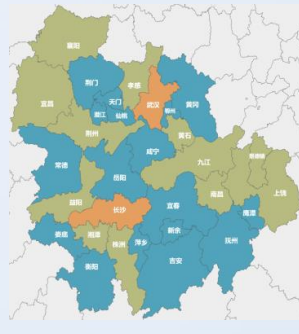 襄阳
荆门
孝感
宜昌
天门
武汉
黄冈
潜江
仙桃
鄂州
荆州
黄石
咸宁
常德
岳阳
九江
景德镇
益阳
长沙
南昌
上饶
宜春
鹰潭
娄底
湘潭
株洲
萍乡
新余
抚州
衡阳
吉安